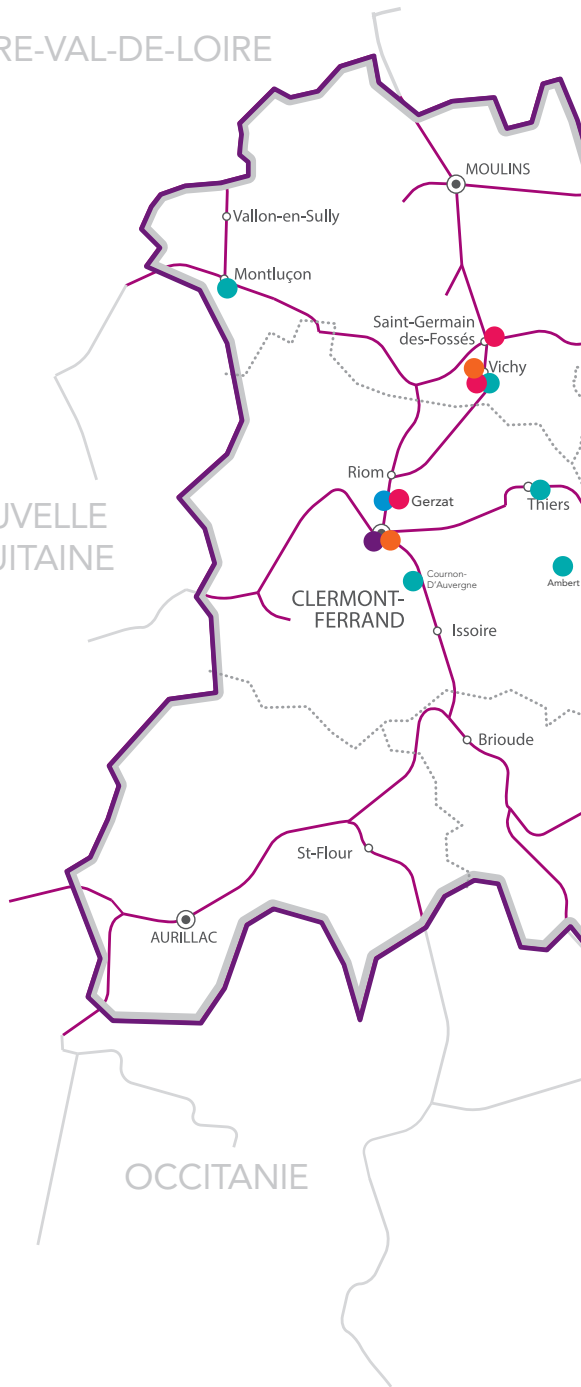 RE-VAL-DE-LOIRE
MOULINS
Vallon-en-Sully
Montluçon
Saint-Germain
des-Fossés
Vichy
Riom
Gerzat
Thiers
UVELLE
UITAINE
Cournon-
D'Auvergne
Ambert
CLERMONT-
FERRAND
Issoire
Brioude
St-Flour
AURILLAC
OCCITANIE